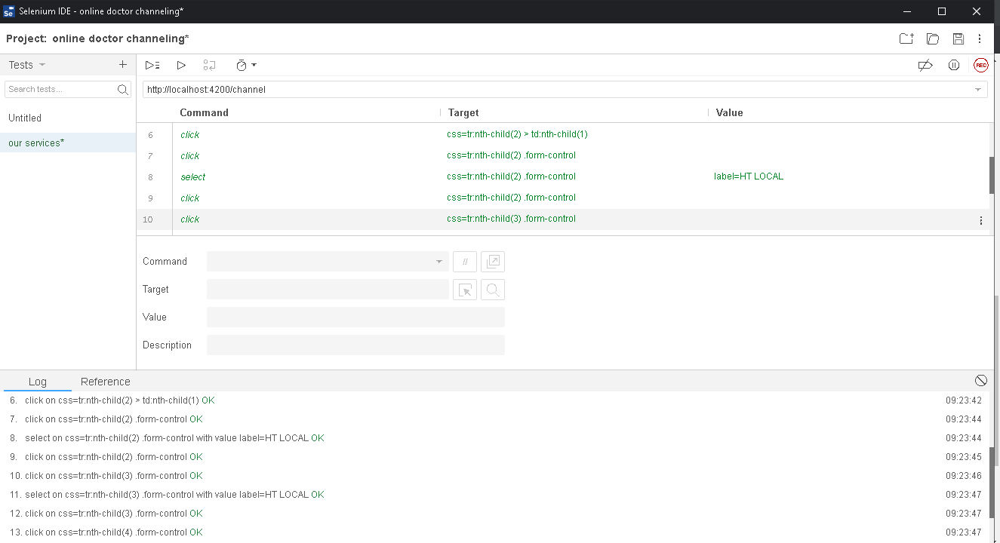 Se Selenium IDE - online doctor channeling*
Project: online doctor channeling*
Tests
REC
Search tests...
http://localhost:4200/channel
Untitled
our services*
Command Target Value
6 click css=tr:nth-child(2) > td:nth-child(1)
7 click css=tr:nth-child(2) .form-control
8 select css=tr:nth-child(2) .form-control label=HT LOCAL
9 click css=tr:nth-child(2) .form-control
10 click css=tr:nth-child(3) .form-control
Command //
Target
Value
Description
Log Reference
6. click on css=tr:nth-child(2) > td:nth-child(1) OK 09:23:42
7. click on css=tr:nth-child(2) .form-control OK 09:23:44
8. select on css=tr:nth-child(2) .form-control with value label=HT LOCAL OK 09:23:44
9. click on css=tr:nth-child(2) .form-control OK 09:23:45
10. click on css=tr:nth-child(3) .form-control OK 09:23:46
11. select on css=tr:nth-child(3) .form-control with value label=HT LOCAL OK 09:23:47
12. click on css=tr:nth-child(3) .form-control OK 09:23:47
13. click on css=tr:nth-child(4) .form-control OK 09:23:47